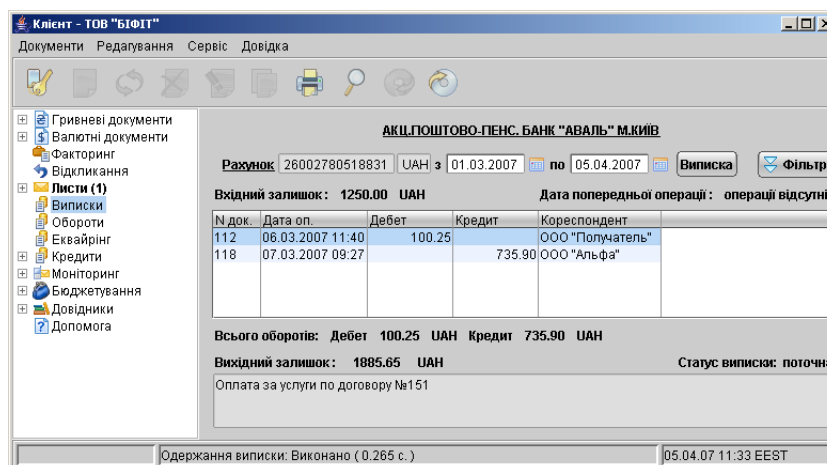 Клієнт - ТОВ "БІФІТ"
Документи Редагування Сервіс Довідка
Гривневі документи
Валютні документи
Факторинг
Відкликання
Листи (1)
Виписки
Обороти
Еквайрінг
Кредити
Моніторинг
Бюджетування
Довідники
Допомога
АКЦ.ПОШТОВО-ПЕНС. БАНК "АВАЛЬ" М.КИЇВ
Рахунок 26002780518831 UAH з 01.03.2007 по 05.04.2007 Виписка Фільтр
Вхідний залишок: 1250.00 UAH Дата попередньої операції: операції відсутні
N док. Дата оп. Дебет Кредит Кореспондент
112 06.03.2007 11:40 100.25 ООО "Получатель"
118 07.03.2007 09:27 735.90 ООО "Альфа"
Всього оборотів: Дебет 100.25 UAH Кредит 735.90 UAH
Вихідний залишок: 1885.65 UAH Статус виписки: поточна
Оплата за услуги по договору №151
Одержання виписки: Виконано ( 0.265 с. ) 05.04.07 11:33 EEST